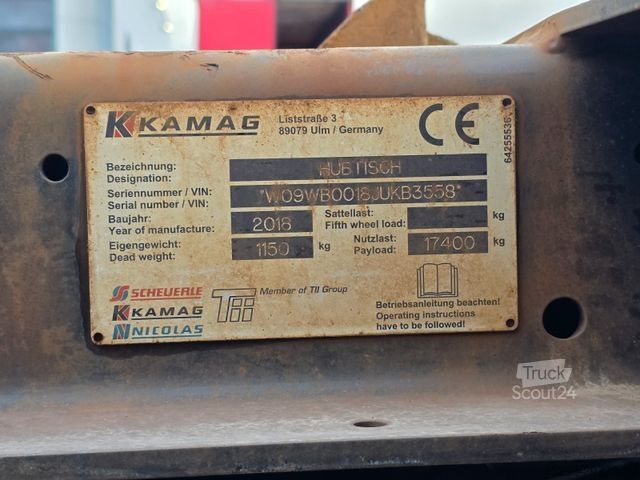 KAMAG
Liststraße 3
89079 Ulm / Germany
CE
64255536
Bezeichnung:
Designation:
HUBTISCH
Seriennummer / VIN:
Serial number / VIN:
*W09WB0018JUKB3558*
Baujahr:
Year of manufacture:
2018
Sattellast:
Fifth wheel load:
kg
Eigengewicht:
Dead weight:
1150 kg
Nutzlast:
Payload:
17400 kg
SCHEUERLE
KAMAG
NICOLAS
TII
Member of TII Group
Betriebsanleitung beachten!
Operating instructions
have to be followed!
Truck
Scout24